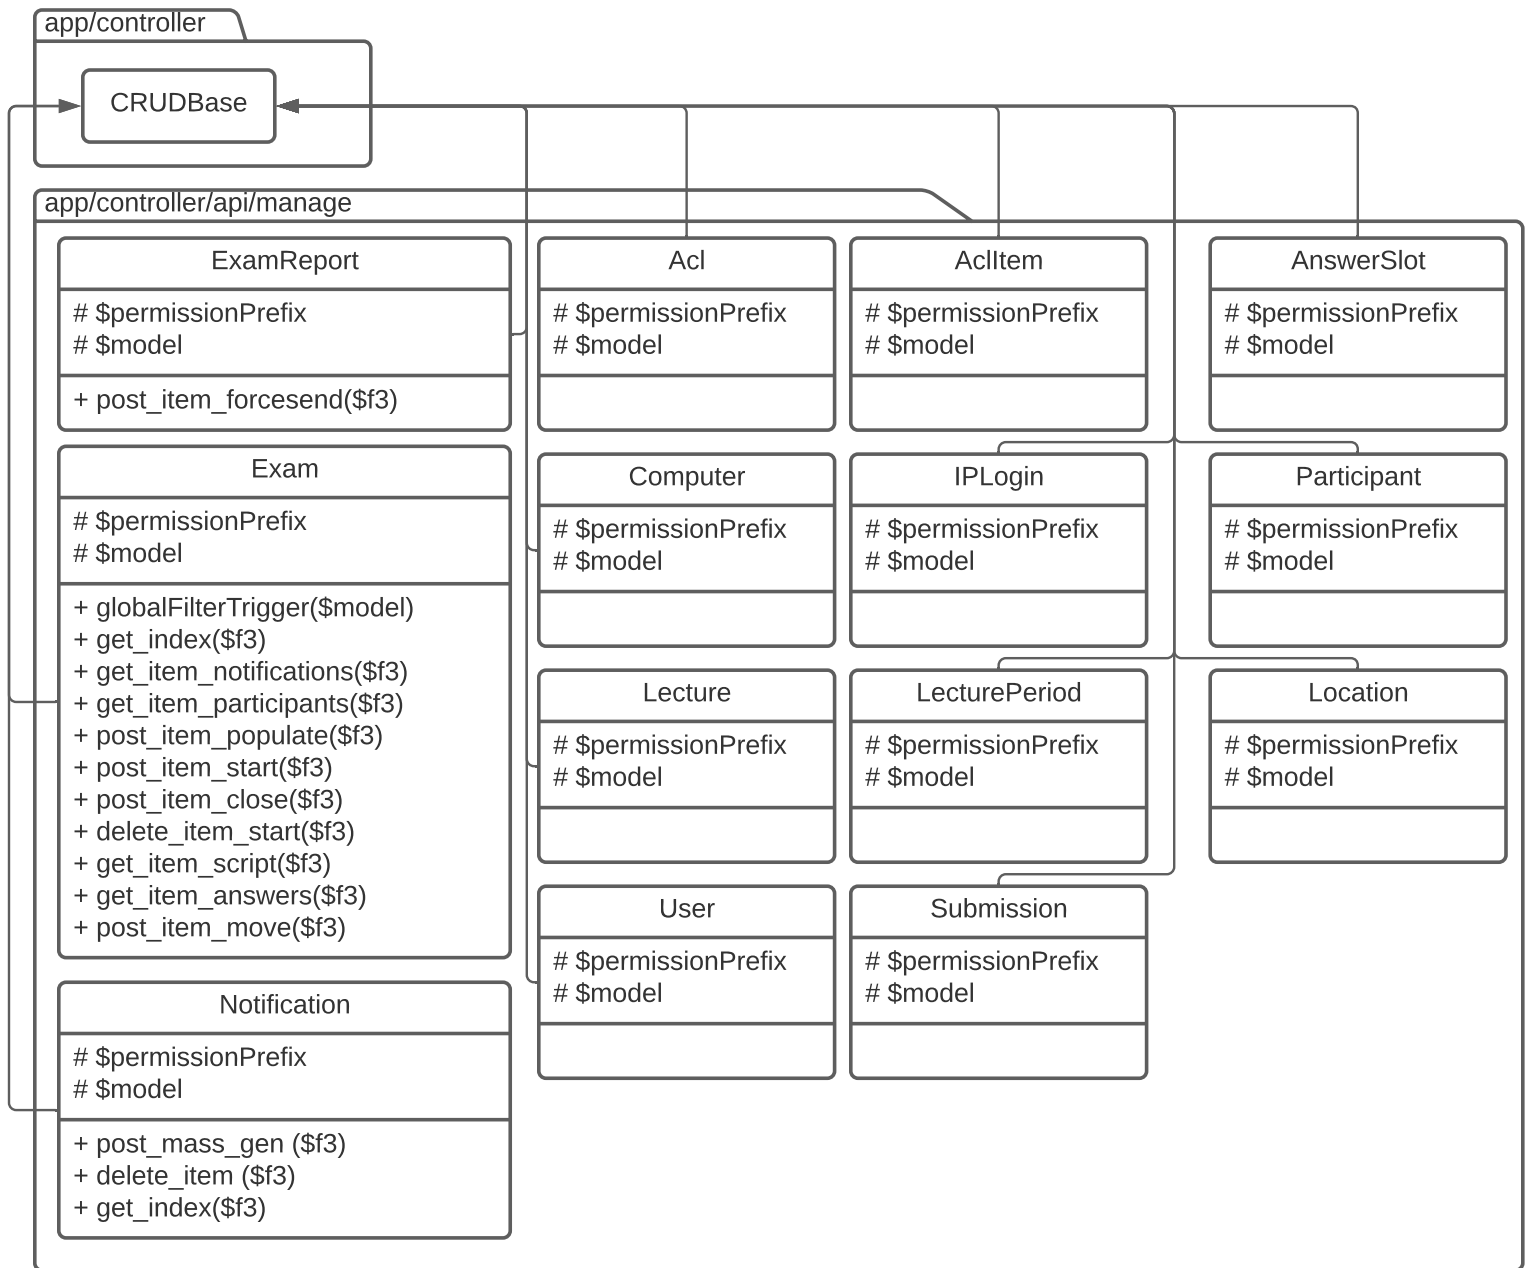 app/controller
CRUDBase
app/controller/api/manage
ExamReport
# $permissionPrefix
# $model
+ post_item_forcesend($f3)
Acl
# $permissionPrefix
# $model
AclItem
# $permissionPrefix
# $model
AnswerSlot
# $permissionPrefix
# $model
Exam
# $permissionPrefix
# $model
+ globalFilterTrigger($model)
+ get_index($f3)
+ get_item_notifications($f3)
+ get_item_participants($f3)
+ post_item_populate($f3)
+ post_item_start($f3)
+ post_item_close($f3)
+ delete_item_start($f3)
+ get_item_script($f3)
+ get_item_answers($f3)
+ post_item_move($f3)
Computer
# $permissionPrefix
# $model
IPLogin
# $permissionPrefix
# $model
Participant
# $permissionPrefix
# $model
Lecture
# $permissionPrefix
# $model
LecturePeriod
# $permissionPrefix
# $model
Location
# $permissionPrefix
# $model
User
# $permissionPrefix
# $model
Submission
# $permissionPrefix
# $model
Notification
# $permissionPrefix
# $model
+ post_mass_gen ($f3)
+ delete_item ($f3)
+ get_index($f3)